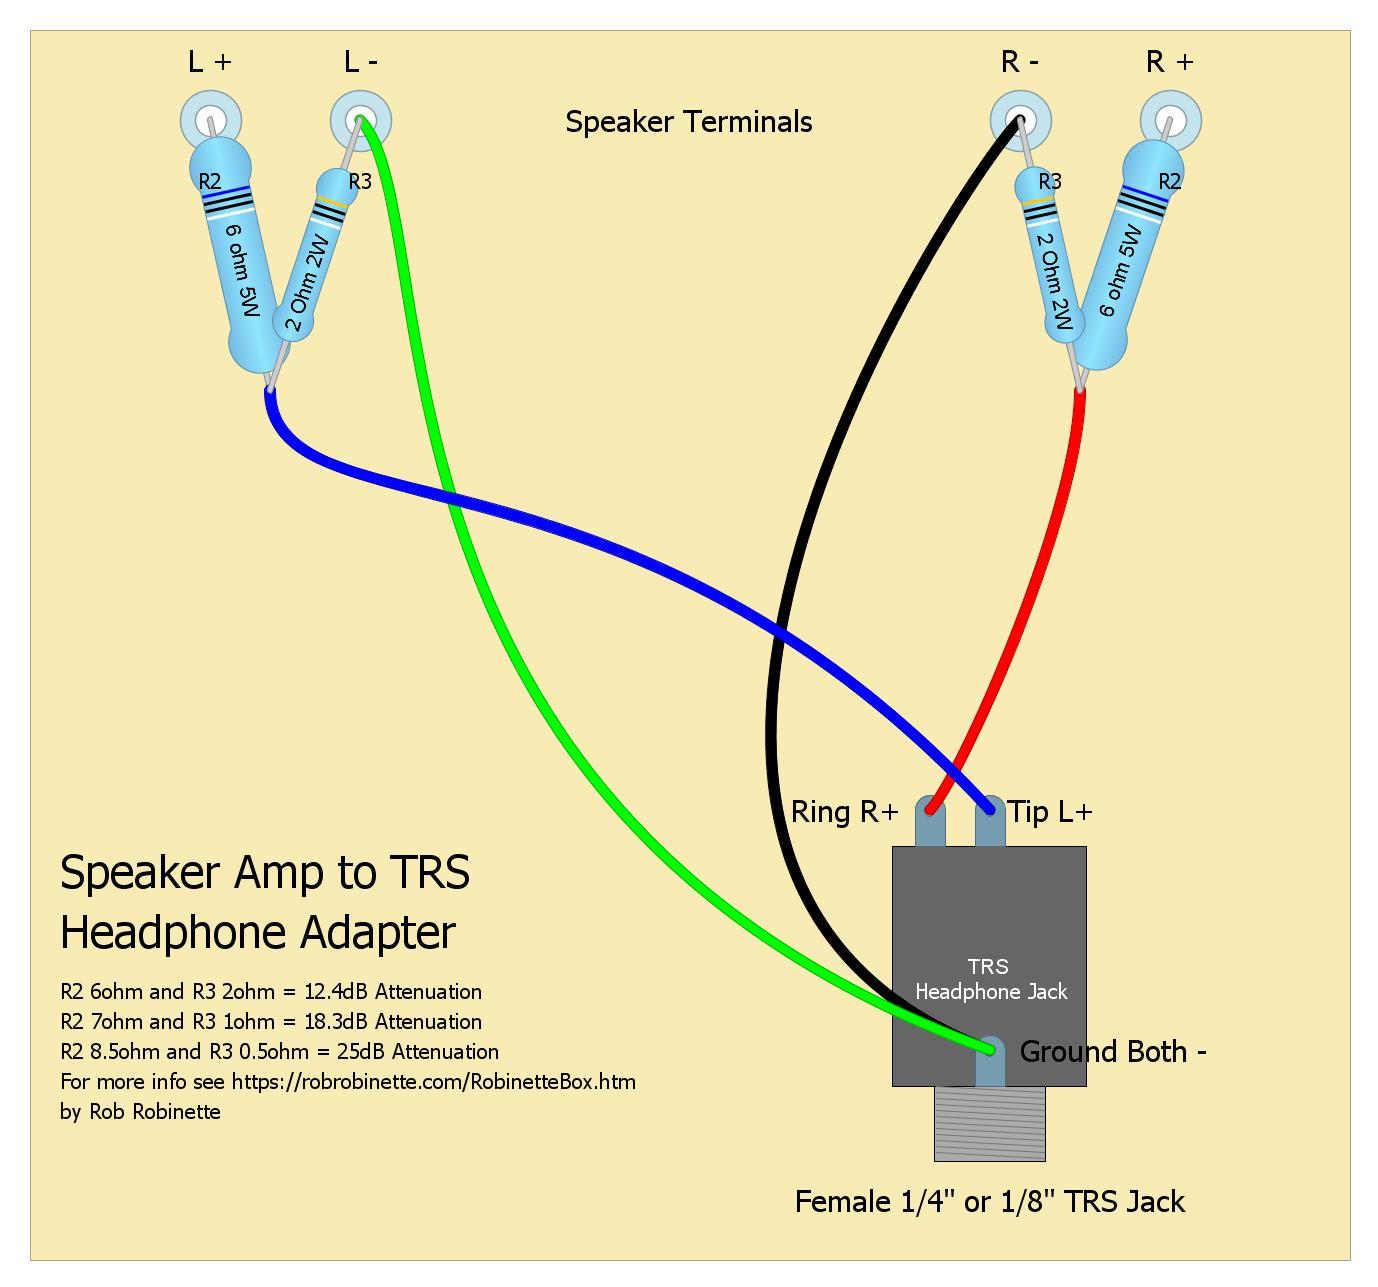 L +
L -
R -
R +
Speaker Terminals
R2
R3
R3
R2
6 ohm 5W
2 Ohm 2W
2 Ohm 2W
6 ohm 5W
Ring R+
Tip L+
Speaker Amp to TRS
Headphone Adapter
TRS
Headphone Jack
R2 6ohm and R3 2ohm = 12.4dB Attenuation
R2 7ohm and R3 1ohm = 18.3dB Attenuation
R2 8.5ohm and R3 0.5ohm = 25dB Attenuation
Ground Both -
For more info see https://robrobinette.com/RobinetteBox.htm
by Rob Robinette
Female 1/4" or 1/8" TRS Jack